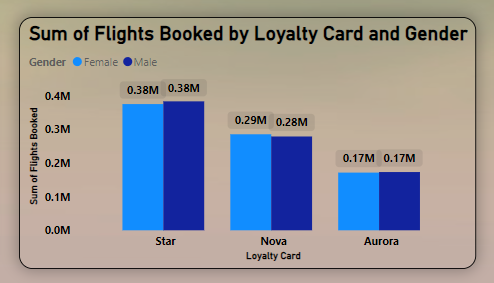 Sum of Flights Booked by Loyalty Card and Gender
Gender Female Male
0.4M
0.3M
0.2M
0.1M
0.0M
Sum of Flights Booked
0.38M 0.38M
0.29M 0.28M
0.17M 0.17M
Star Nova Aurora
Loyalty Card